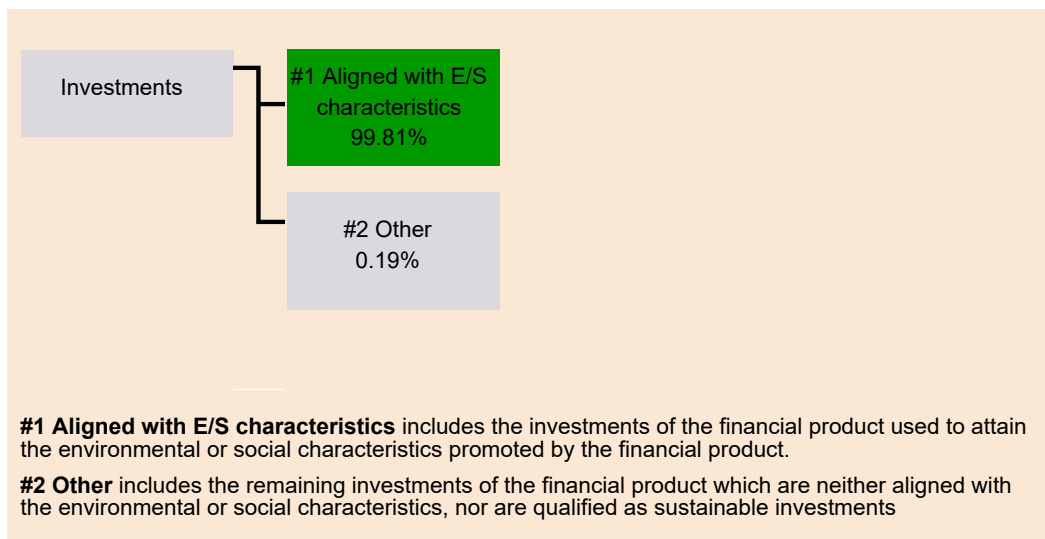 Investments
#1 Aligned with E/S
characteristics
99.81%
#2 Other
0.19%
#1 Aligned with E/S characteristics includes the investments of the financial product used to attain
the environmental or social characteristics promoted by the financial product.
#2 Other includes the remaining investments of the financial product which are neither aligned with
the environmental or social characteristics, nor are qualified as sustainable investments